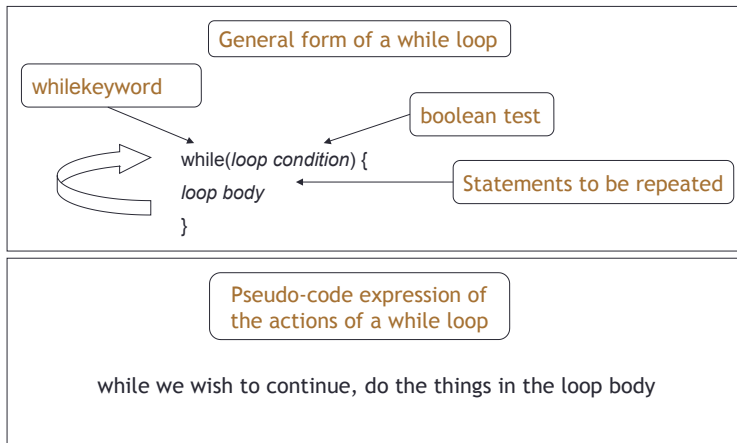 General form of a while loop
whilekeyword
boolean test
while(loop condition) {
loop body
Statements to be repeated
}
Pseudo-code expression of
the actions of a while loop
while we wish to continue, do the things in the loop body